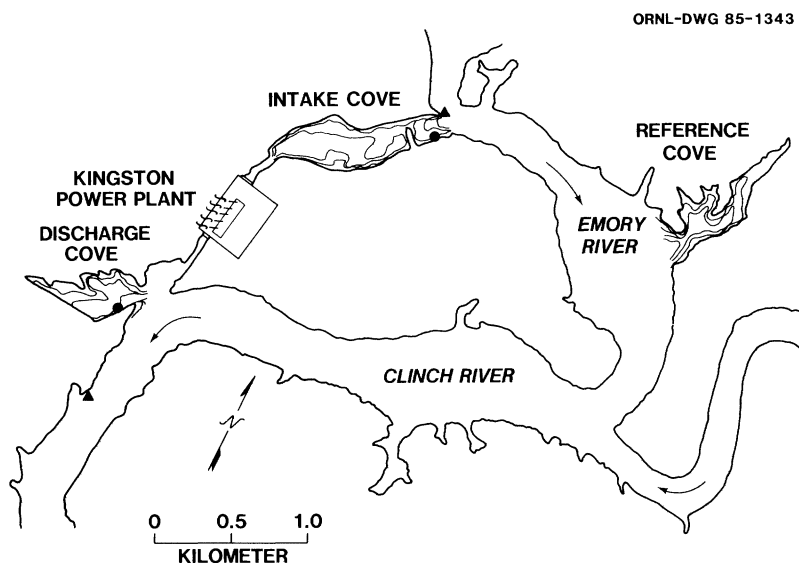 ORNL-DWG 85-1343
INTAKE COVE
REFERENCE
COVE
KINGSTON
POWER PLANT
DISCHARGE
COVE
EMORY
RIVER
CLINCH RIVER
N
0 0.5 1.0
KILOMETER